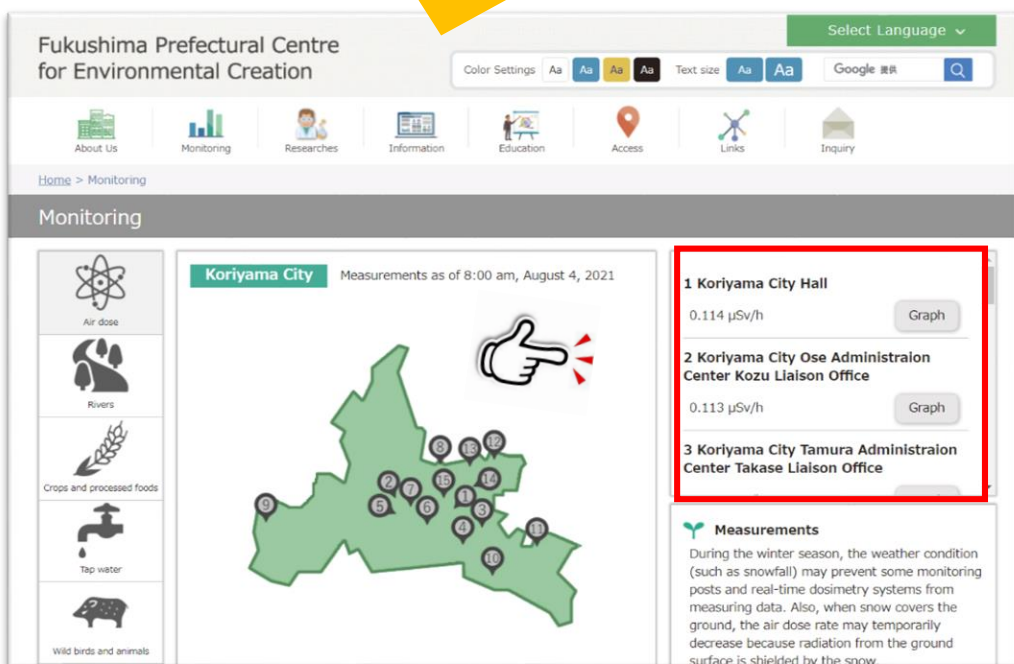 Fukushima Prefectural Centre
for Environmental Creation
Select Language
Color Settings Aa Aa Aa Aa Text size Aa Aa Google 提供
About Us Monitoring Researches Information Education Access Links Inquiry
Home > Monitoring
Monitoring
Air dose
Rivers
Crops and processed foods
Tap water
Wild birds and animals
Koriyama City Measurements as of 8:00 am, August 4, 2021
8
13
12
2
7
15
14
9
5
6
1
3
4
11
10
1 Koriyama City Hall
0.114 μSv/h Graph
2 Koriyama City Ose Administraion
Center Kozu Liaison Office
0.113 μSv/h Graph
3 Koriyama City Tamura Administraion
Center Takase Liaison Office
Measurements
During the winter season, the weather condition
(such as snowfall) may prevent some monitoring
posts and real-time dosimetry systems from
measuring data. Also, when snow covers the
ground, the air dose rate may temporarily
decrease because radiation from the ground
surface is shielded by the snow.